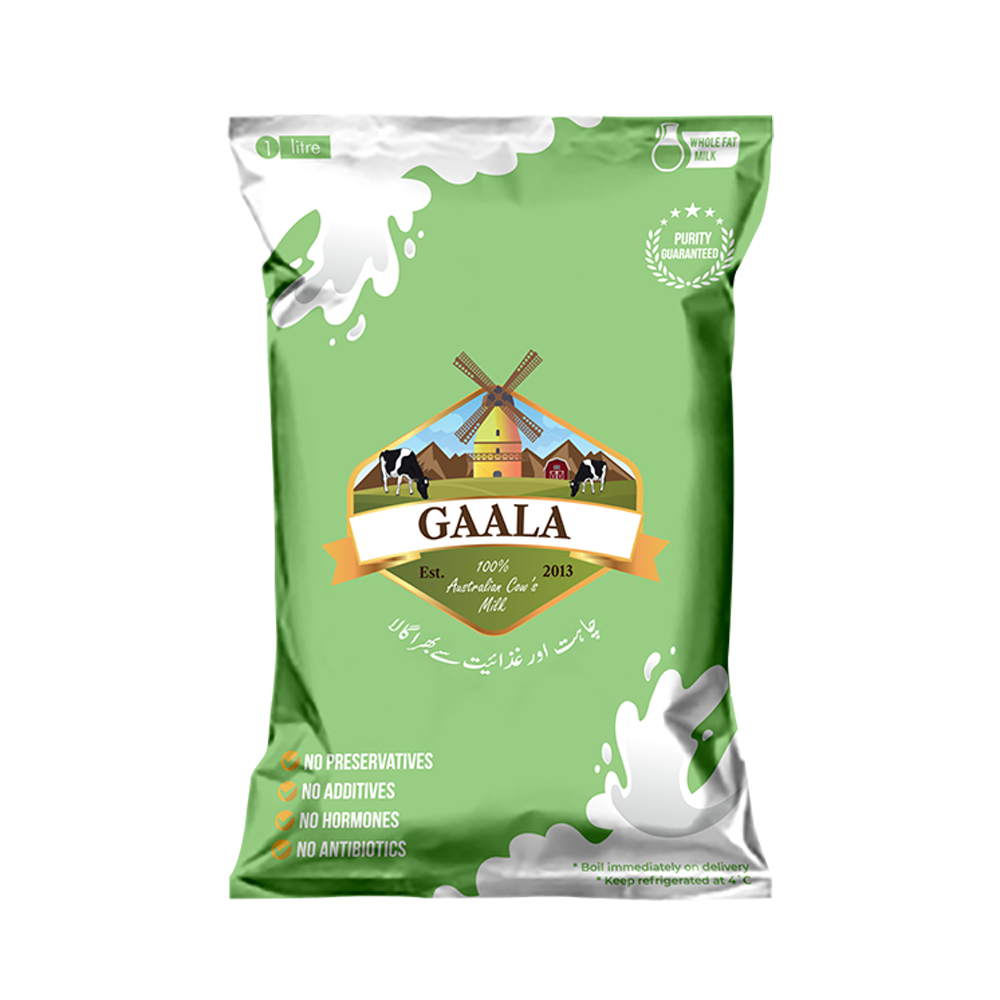 1 litre
WHOLE FAT
MILK
PURITY
GUARANTEED
GAALA
Est. 2013
100%
Australian Cow's
Milk
چاہت اور غذائیت سے بھرا گالا
NO PRESERVATIVES
NO ADDITIVES
NO HORMONES
NO ANTIBIOTICS
* Boil immediately on delivery
* Keep refrigerated at 4°C